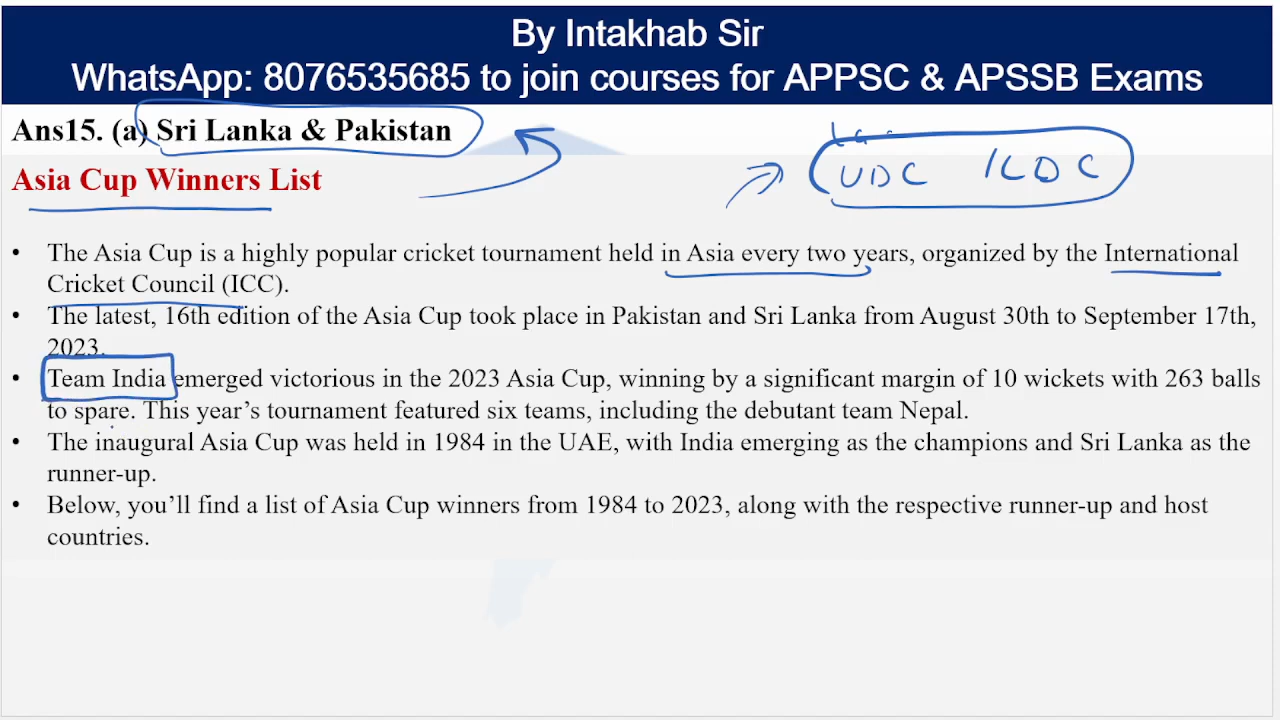 By Intakhab Sir
WhatsApp: 8076535685 to join courses for APPSC & APSSB Exams
Ans15. (a) Sri Lanka & Pakistan
UDC / LDC
Asia Cup Winners List
• The Asia Cup is a highly popular cricket tournament held in Asia every two years, organized by the International
Cricket Council (ICC).
• The latest, 16th edition of the Asia Cup took place in Pakistan and Sri Lanka from August 30th to September 17th,
2023.
• Team India emerged victorious in the 2023 Asia Cup, winning by a significant margin of 10 wickets with 263 balls
to spare. This year’s tournament featured six teams, including the debutant team Nepal.
• The inaugural Asia Cup was held in 1984 in the UAE, with India emerging as the champions and Sri Lanka as the
runner-up.
• Below, you’ll find a list of Asia Cup winners from 1984 to 2023, along with the respective runner-up and host
countries.